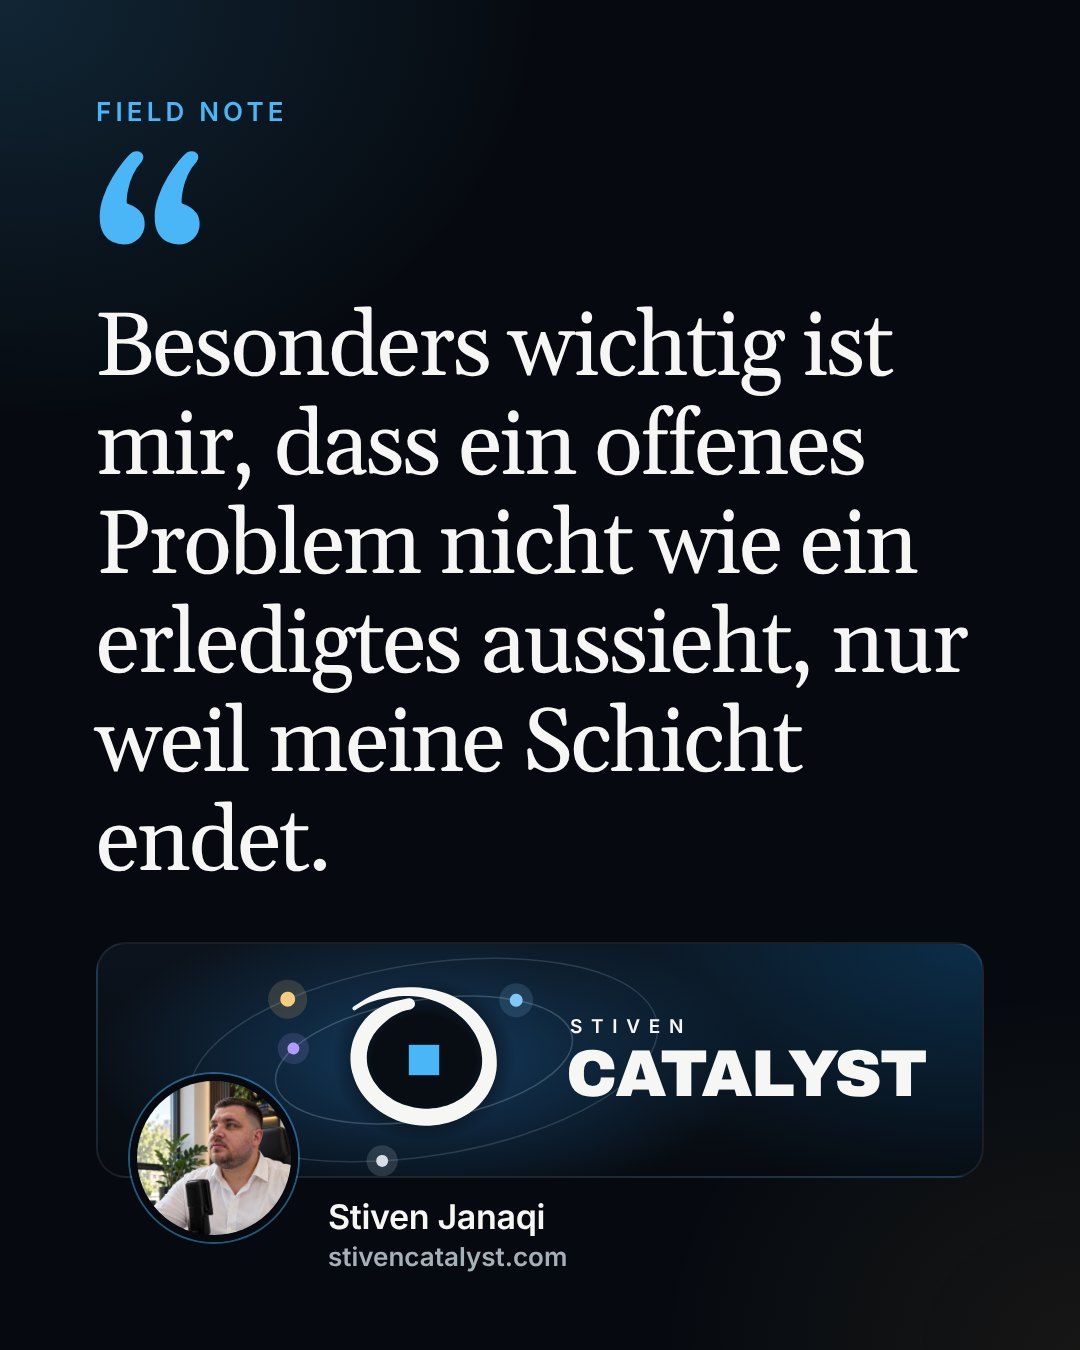 FIELD NOTE
“
Besonders wichtig ist
mir, dass ein offenes
Problem nicht wie ein
erledigtes aussieht, nur
weil meine Schicht
endet.
STIVEN
CATALYST
Stiven Janaqi
stivencatalyst.com